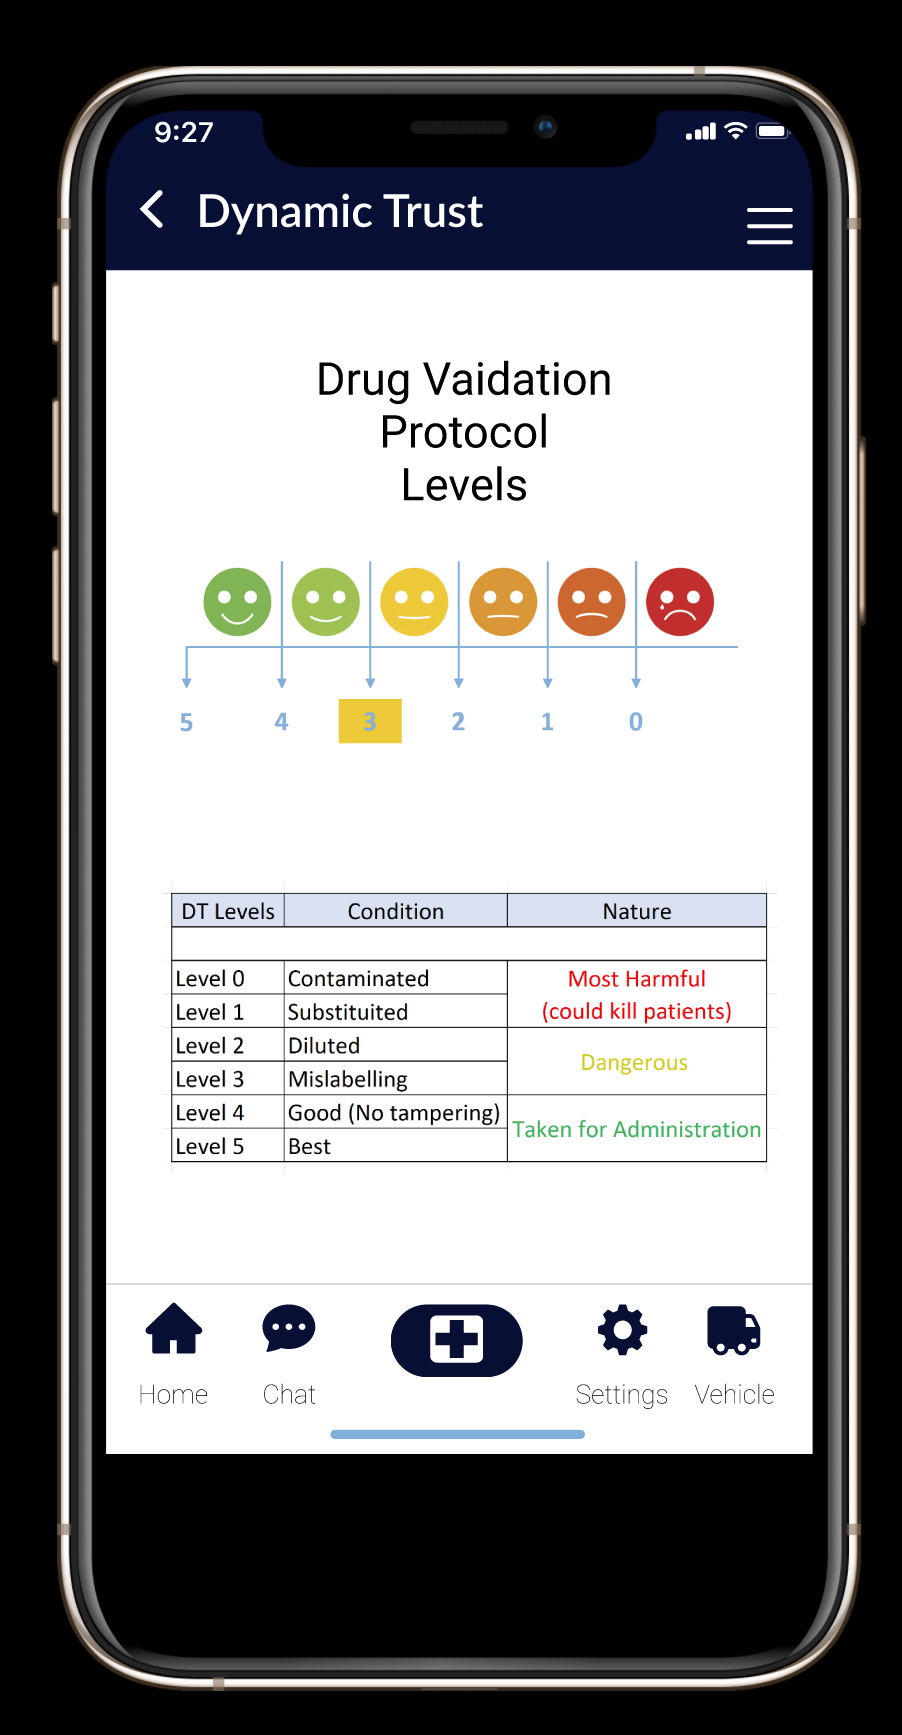 9:27
Dynamic Trust
Drug Vaidation
Protocol
Levels
5 4 3 2 1 0
DT Levels Condition Nature
Level 0 Contaminated Most Harmful
Level 1 Substituited (could kill patients)
Level 2 Diluted
Dangerous
Level 3 Mislabelling
Level 4 Good (No tampering)
Taken for Administration
Level 5 Best
Home Chat Settings Vehicle